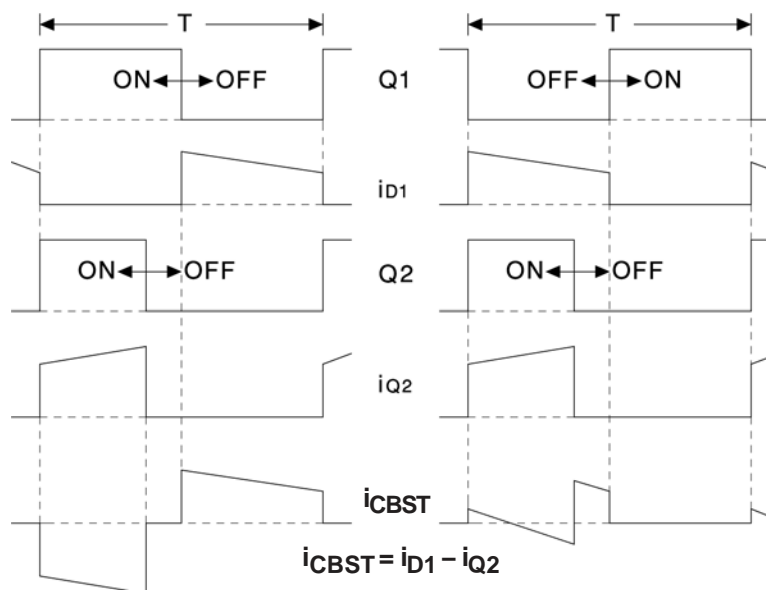 T T
ON OFF Q1 OFF ON
iD1
ON OFF Q2 ON OFF
iQ2
iCBST
iCBST = iD1 – iQ2